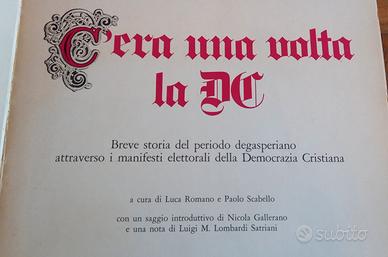 C'era una volta
la DC
Breve storia del periodo degasperiano
attraverso i manifesti elettorali della Democrazia Cristiana
a cura di Luca Romano e Paolo Scabello
con un saggio introduttivo di Nicola Gallerano
e una nota di Luigi M. Lombardi Satriani
subito